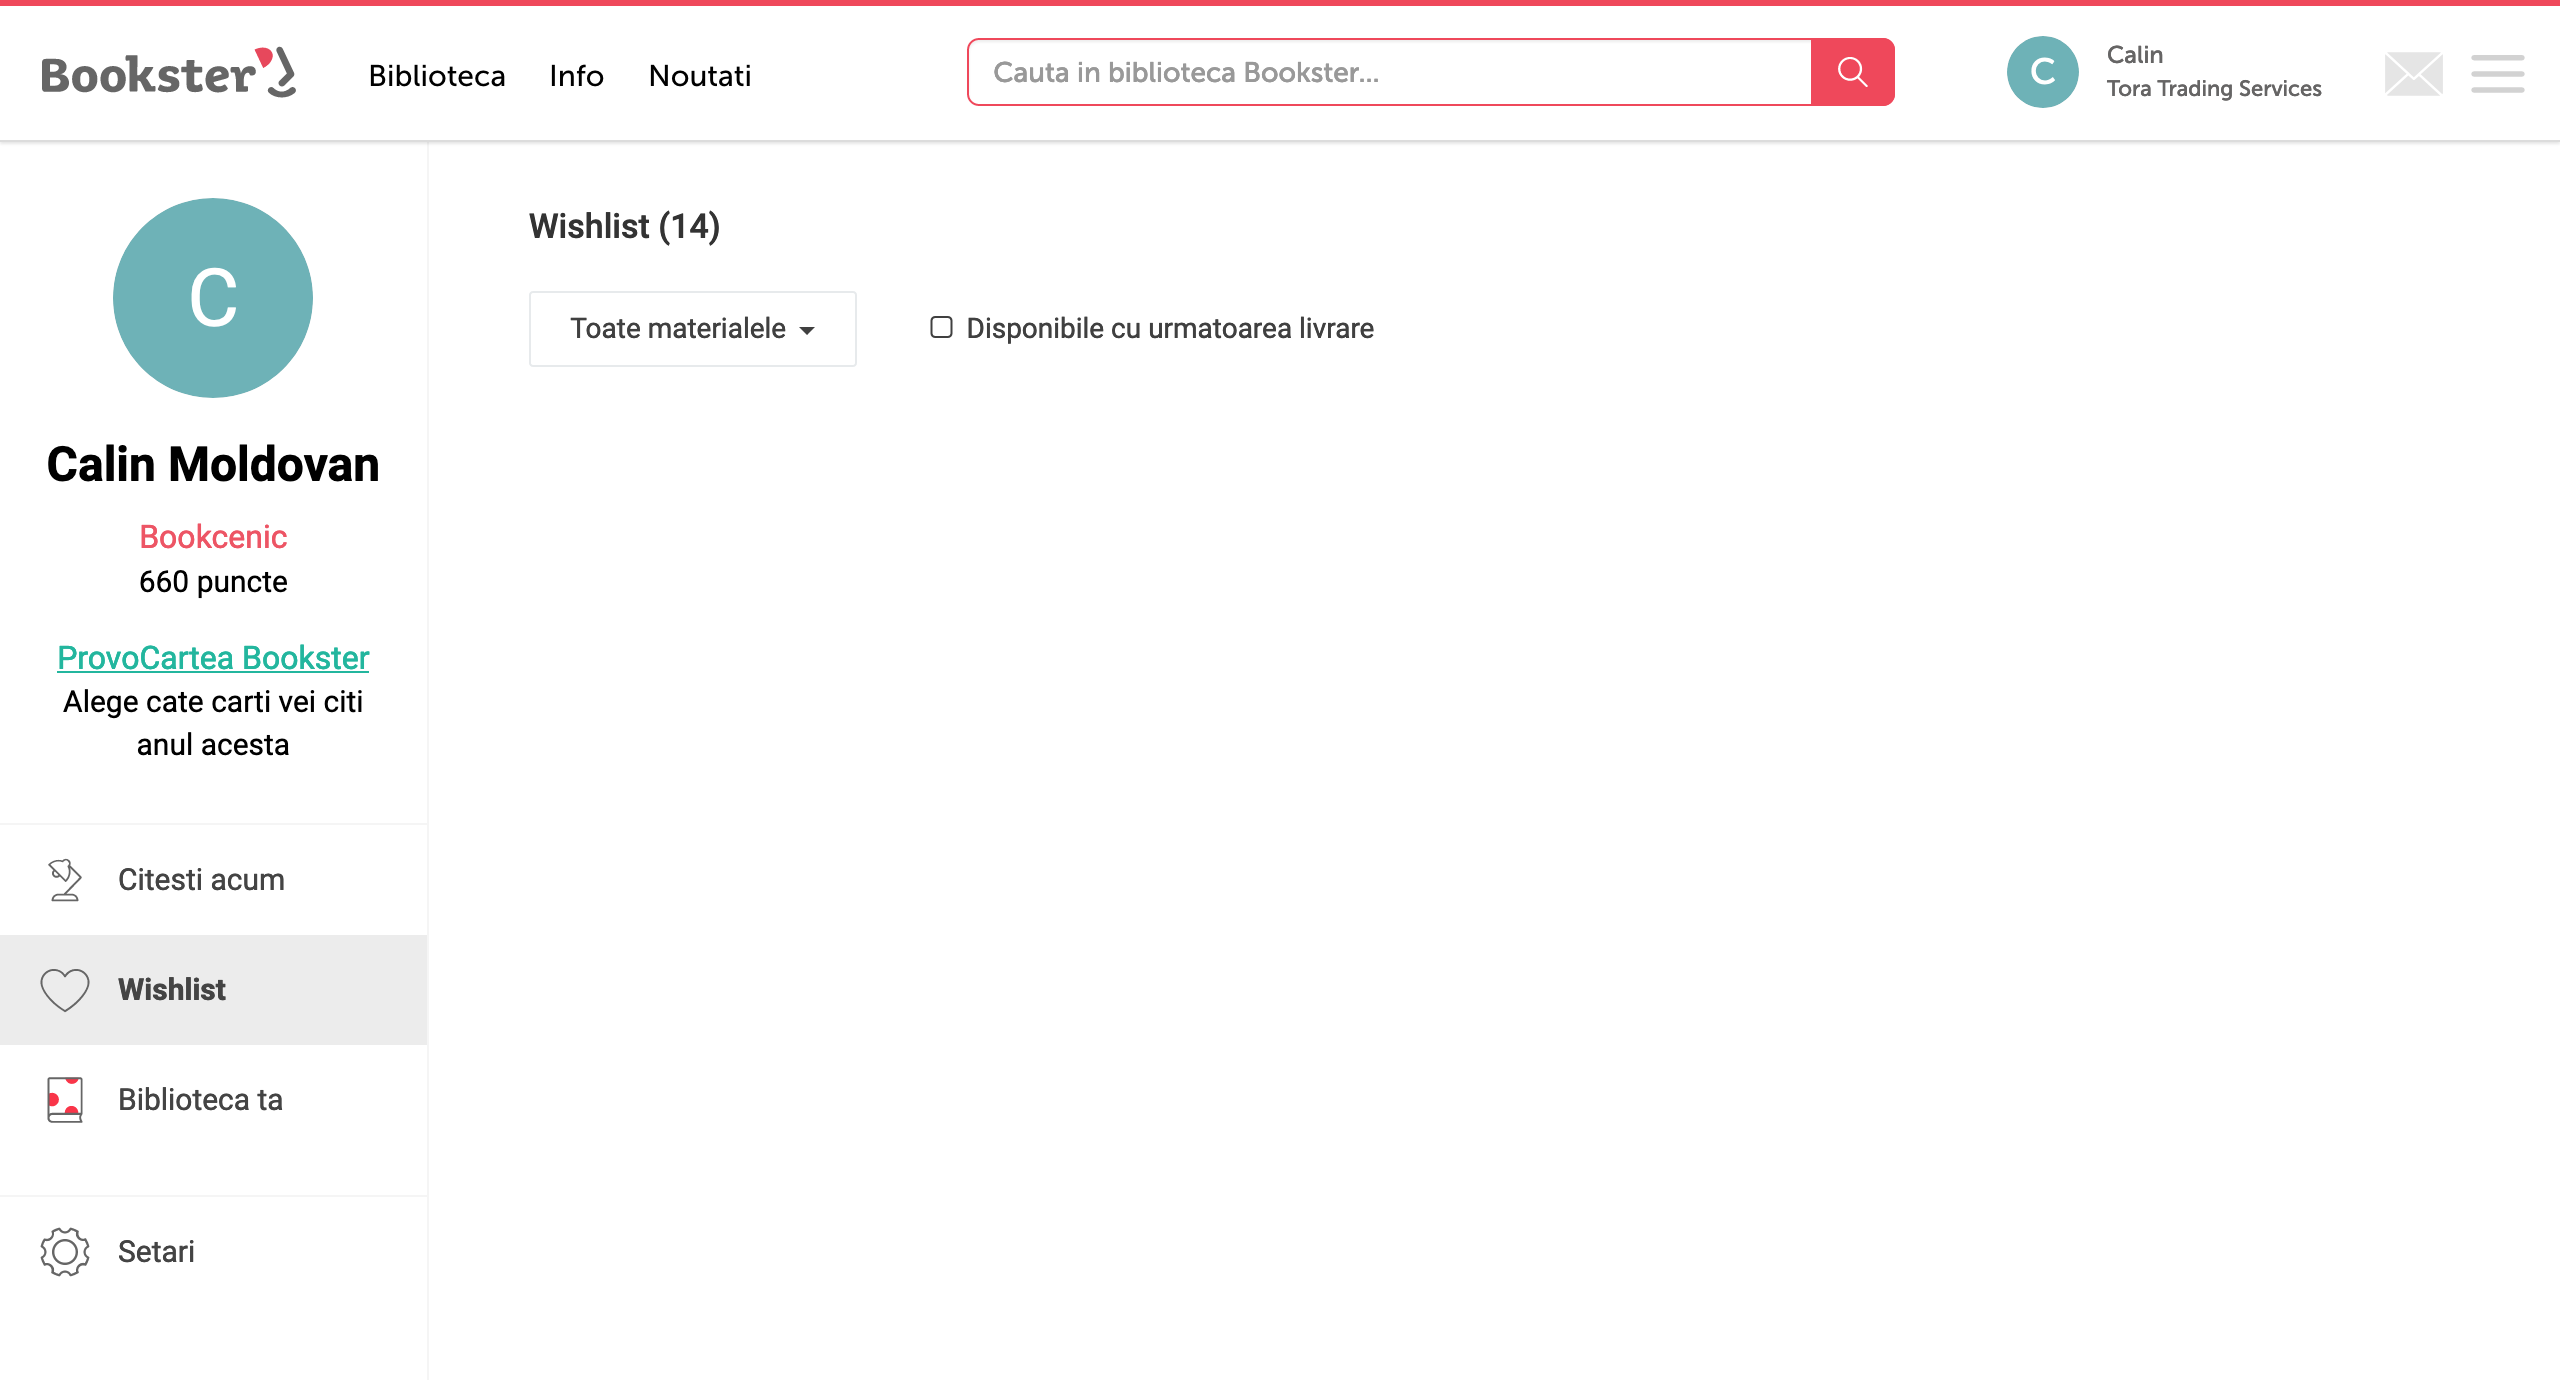 Bookster
Biblioteca
Info
Noutati
Cauta in biblioteca Bookster...
C
Calin
Tora Trading Services
C
Calin Moldovan
Bookcenic
660 puncte
ProvoCartea Bookster
Alege cate carti vei citi
anul acesta
Citesti acum
Wishlist
Biblioteca ta
Setari
Wishlist (14)
Toate materialele
Disponibile cu urmatoarea livrare